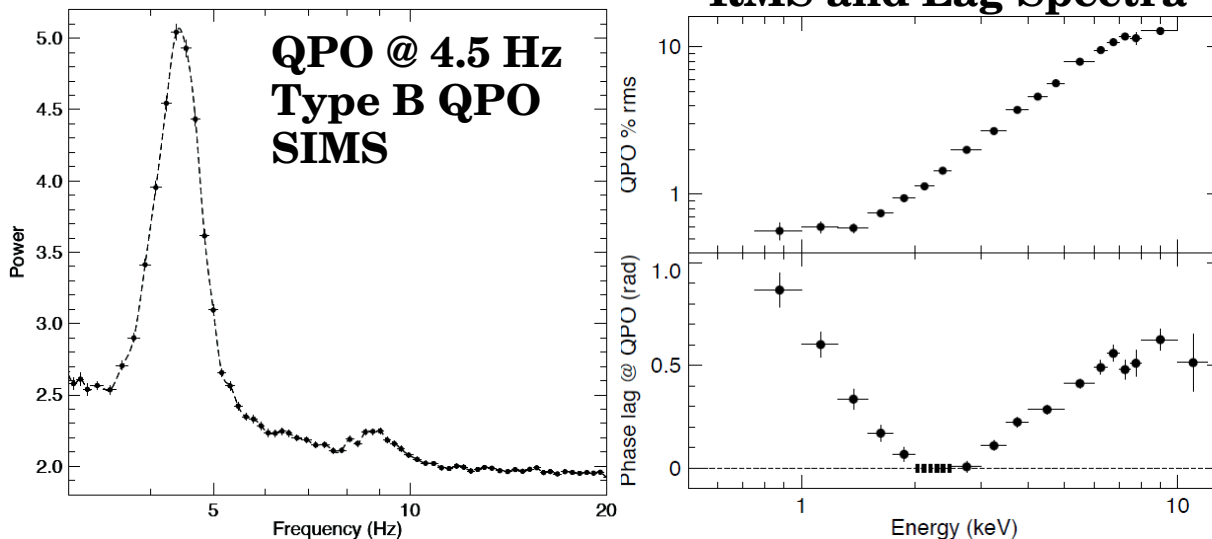 RMS and Lag Spectra
QPO @ 4.5 Hz
Type B QPO
SIMS
5.0
4.5
4.0
3.5
3.0
2.5
2.0
Power
5
10
20
Frequency (Hz)
10
1
QPO % rms
1.0
0.5
0
Phase lag @ QPO (rad)
1
10
Energy (keV)